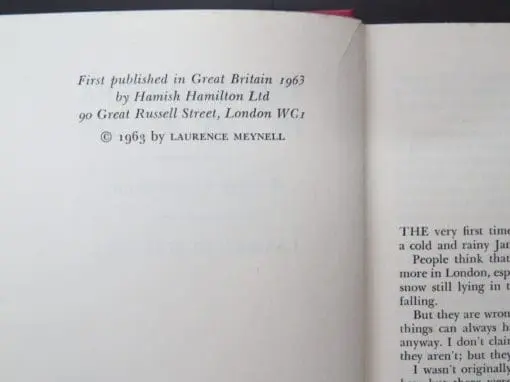 First published in Great Britain 1963
by Hamish Hamilton Ltd
90 Great Russell Street, London WC1
© 1963 by LAURENCE MEYNELL
THE very first time
a cold and rainy Jan
People think that
more in London, esp
snow still lying in t
falling.
But they are wron
things can always h
anyway. I don't clai
they aren't; but they
I wasn't originally